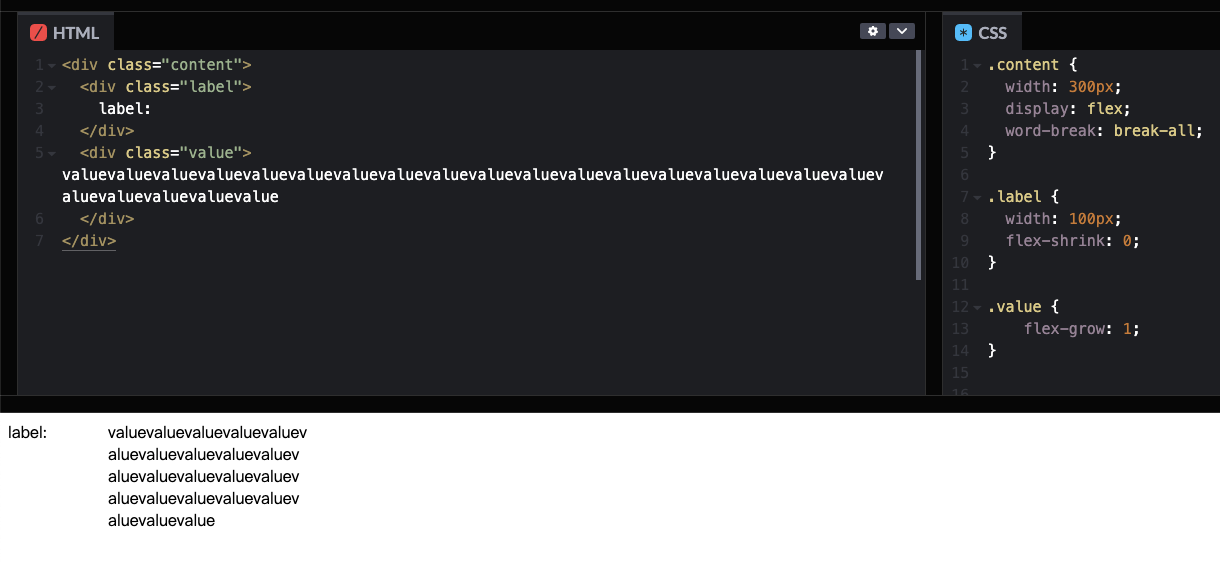 HTML
1 <div class="content">
2 <div class="label">
3 label:
4 </div>
5 <div class="value">
valuevaluevaluevaluevaluevaluevaluevaluevaluevaluevaluevaluevaluevaluevaluevaluevaluevaluev
aluevaluevaluevaluevalue
6 </div>
7 </div>
CSS
1 .content {
2 width: 300px;
3 display: flex;
4 word-break: break-all;
5 }
6
7 .label {
8 width: 100px;
9 flex-shrink: 0;
10 }
11
12 .value {
13 flex-grow: 1;
14 }
15
16
label: valuevaluevaluevaluevaluev
aluevaluevaluevaluevaluev
aluevaluevaluevaluevaluev
aluevaluevaluevaluevaluev
aluevaluevalue